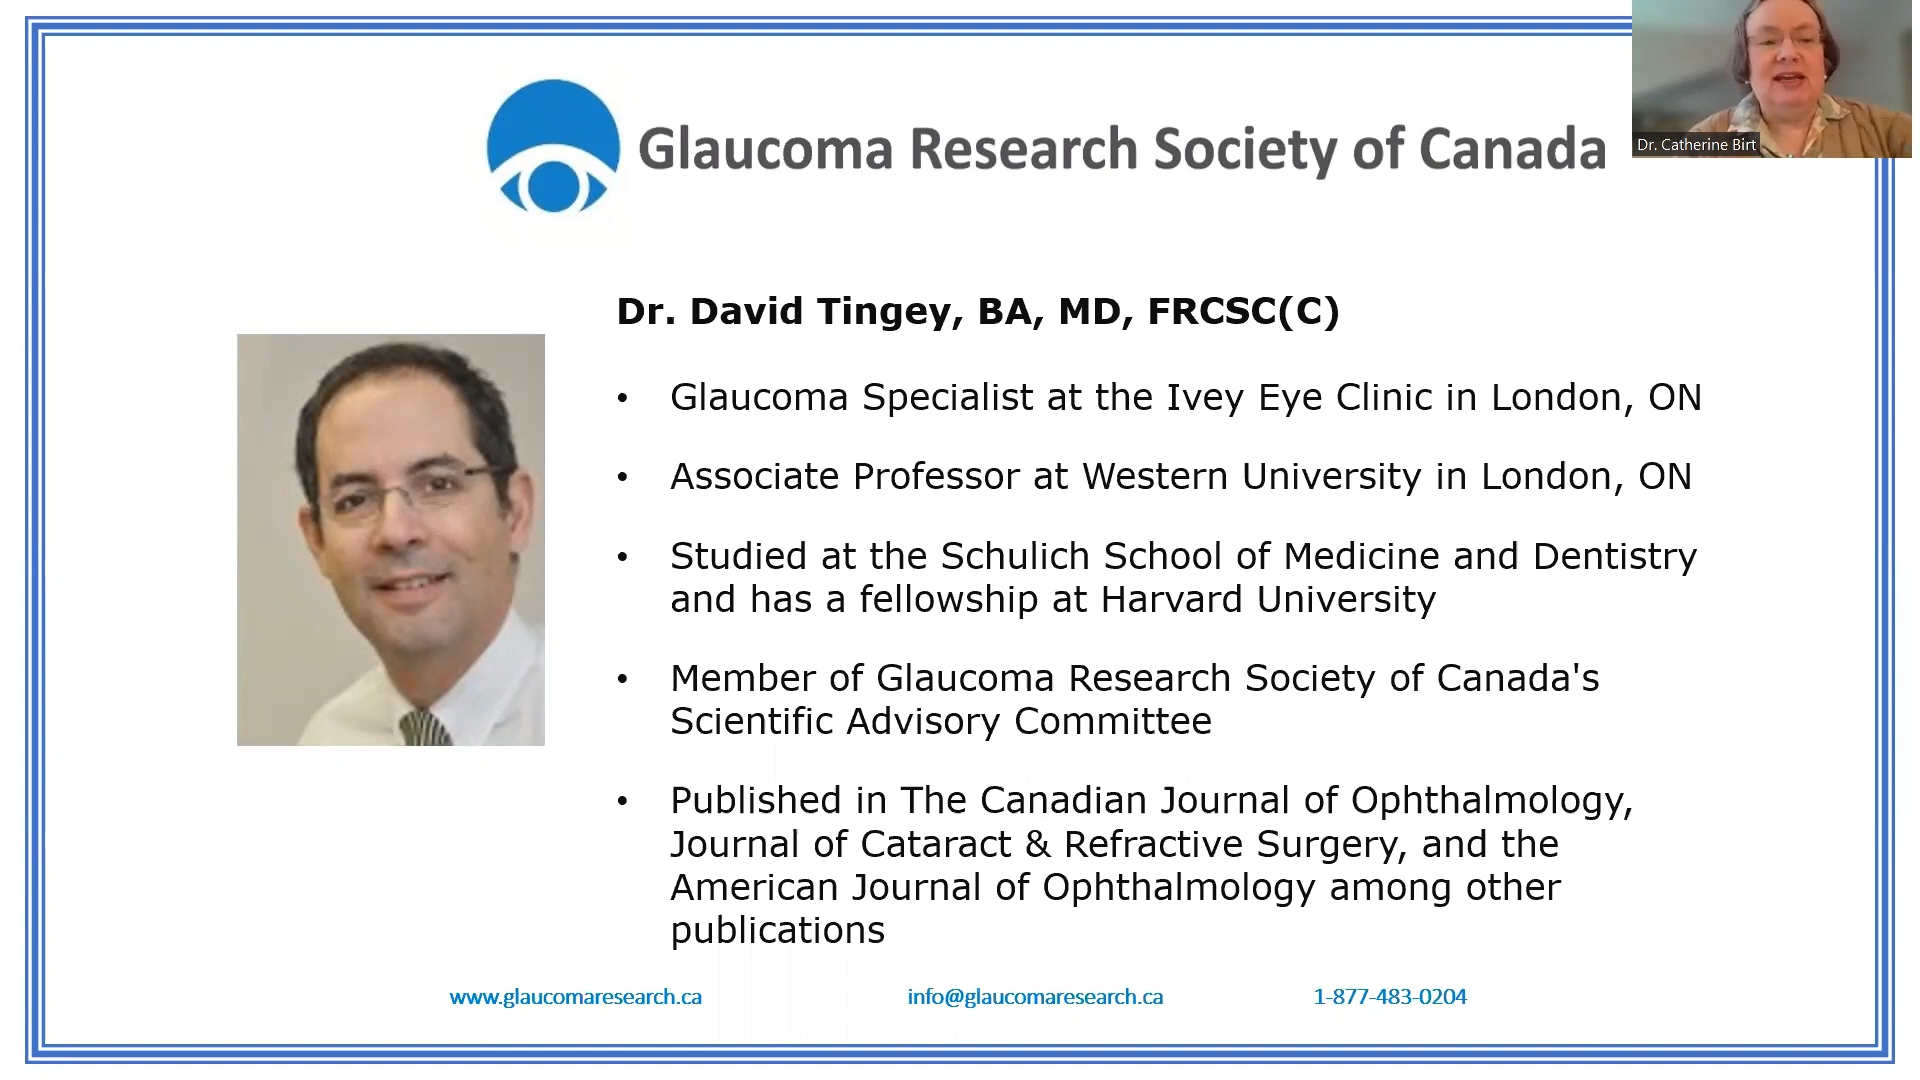 Glaucoma Research Society of Canada
Dr. Catherine Birt
Dr. David Tingey, BA, MD, FRCSC(C)
• Glaucoma Specialist at the Ivey Eye Clinic in London, ON
• Associate Professor at Western University in London, ON
• Studied at the Schulich School of Medicine and Dentistry
and has a fellowship at Harvard University
• Member of Glaucoma Research Society of Canada's
Scientific Advisory Committee
• Published in The Canadian Journal of Ophthalmology,
Journal of Cataract & Refractive Surgery, and the
American Journal of Ophthalmology among other
publications
www.glaucomaresearch.ca info@glaucomaresearch.ca 1-877-483-0204